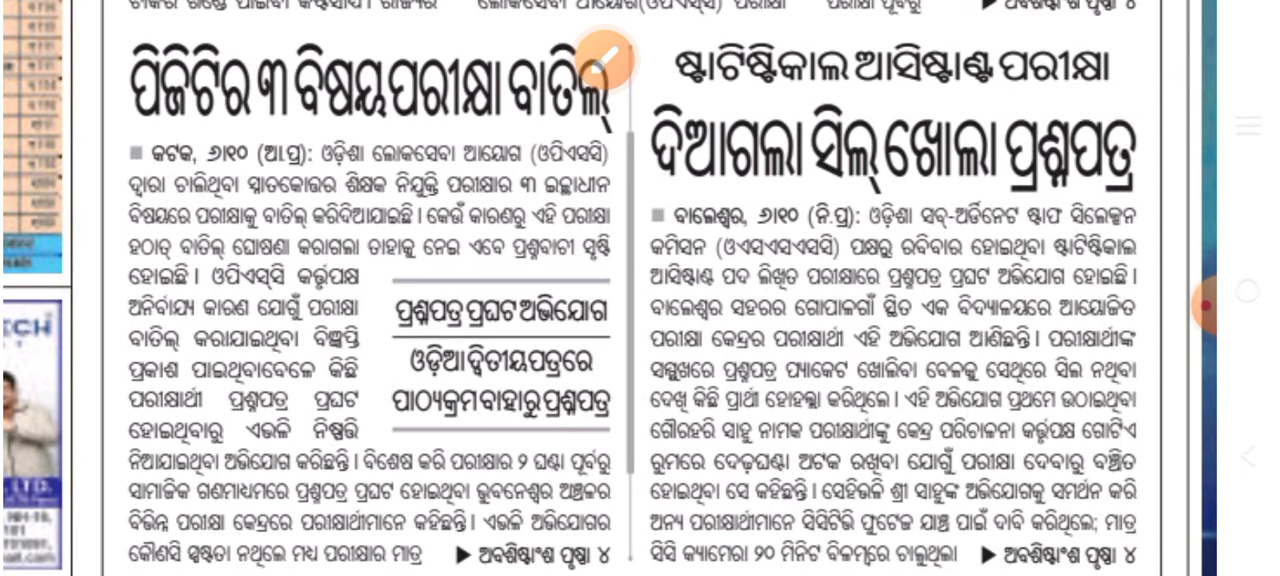 ▶ ଅବଶିଷ୍ଟାଂଶ ପୃଷ୍ଠା ୪
ପିଜିଟିର ୩ ବିଷୟ ପରୀକ୍ଷା ବାତିଲ୍
■ କଟକ, ୬ା୧୦ (ଆ.ପ୍ର): ଓଡ଼ିଶା ଲୋକସେବା ଆୟୋଗ (ଓପିଏସସି)
ଦ୍ୱାରା ଚାଲିଥିବା ସ୍ନାତକୋତ୍ତର ଶିକ୍ଷକ ନିଯୁକ୍ତି ପରୀକ୍ଷାର ୩ ଇଚ୍ଛାଧୀନ
ବିଷୟରେ ପରୀକ୍ଷାକୁ ବାତିଲ୍ କରିଦିଆଯାଇଛି । କେଉଁ କାରଣରୁ ଏହି ପରୀକ୍ଷା
ହଠାତ୍ ବାତିଲ୍ ଘୋଷଣା କରାଗଲା ତାହାକୁ ନେଇ ଏବେ ପ୍ରଶ୍ନବାଚୀ ସୃଷ୍ଟି
ହୋଇଛି । ଓପିଏସ୍‌ସି କର୍ତ୍ତୃପକ୍ଷ
ଅନିର୍ବାଯ୍ୟ କାରଣ ଯୋଗୁଁ ପରୀକ୍ଷା
ବାତିଲ୍ କରାଯାଇଥିବା ବିଜ୍ଞପ୍ତି
ପ୍ରକାଶ ପାଇଥିବାବେଳେ କିଛି
ପରୀକ୍ଷାର୍ଥୀ ପ୍ରଶ୍ନପତ୍ର ପ୍ରଘଟ
ହୋଇଥିବାରୁ ଏଭଳି ନିଷ୍ପତ୍ତି
ପ୍ରଶ୍ନପତ୍ର ପ୍ରଘଟ ଅଭିଯୋଗ
ଓଡ଼ିଆ ଦ୍ୱିତୀୟପତ୍ରରେ
ପାଠ୍ୟକ୍ରମ ବାହାରୁ ପ୍ରଶ୍ନପତ୍ର
ନିଆଯାଇଥିବା ଅଭିଯୋଗ କରିଛନ୍ତି । ବିଶେଷ କରି ପରୀକ୍ଷାର ୨ ଘଣ୍ଟା ପୂର୍ବରୁ
ସାମାଜିକ ଗଣମାଧ୍ୟମରେ ପ୍ରଶ୍ନପତ୍ର ପ୍ରଘଟ ହୋଇଥିବା ଭୁବନେଶ୍ୱର ଅଞ୍ଚଳର
ବିଭିନ୍ନ ପରୀକ୍ଷା କେନ୍ଦ୍ରରେ ପରୀକ୍ଷାର୍ଥୀମାନେ କହିଛନ୍ତି । ଏଭଳି ଅଭିଯୋଗର
କୌଣସି ସ୍ପଷ୍ଟତା ନଥିଲେ ମଧ୍ୟ ପରୀକ୍ଷାର ମାତ୍ର ▶ ଅବଶିଷ୍ଟାଂଶ ପୃଷ୍ଠା ୪
ଷ୍ଟାଟିଷ୍ଟିକାଲ ଆସିଷ୍ଟାଣ୍ଟ ପରୀକ୍ଷା
ଦିଆଗଲା ସିଲ୍ ଖୋଲା ପ୍ରଶ୍ନପତ୍ର
■ ବାଲେଶ୍ୱର, ୬ା୧୦ (ନି.ପ୍ର): ଓଡ଼ିଶା ସବ୍-ଅର୍ଡିନେଟ ଷ୍ଟାଫ ସିଲେକ୍ସନ
କମିସନ (ଓଏସଏସଏସସି) ପକ୍ଷରୁ ରବିବାର ହୋଇଥିବା ଷ୍ଟାଟିଷ୍ଟିକାଲ
ଆସିଷ୍ଟାଣ୍ଟ ପଦ ଲିଖିତ ପରୀକ୍ଷାରେ ପ୍ରଶ୍ନପତ୍ର ପ୍ରଘଟ ଅଭିଯୋଗ ହୋଇଛି ।
ବାଲେଶ୍ୱର ସହରର ଗୋପାଳଗାଁ ସ୍ଥିତ ଏକ ବିଦ୍ୟାଳୟରେ ଆୟୋଜିତ
ପରୀକ୍ଷା କେନ୍ଦ୍ରର ପରୀକ୍ଷାର୍ଥୀ ଏହି ଅଭିଯୋଗ ଆଣିଛନ୍ତି । ପରୀକ୍ଷାର୍ଥୀଙ୍କ
ସମ୍ମୁଖରେ ପ୍ରଶ୍ନପତ୍ର ପ୍ୟାକେଟ ଖୋଲିବା ବେଳକୁ ସେଥିରେ ସିଲ ନଥିବା
ଦେଖି କିଛି ପ୍ରାର୍ଥୀ ହୋହଲ୍ଲା କରିଥିଲେ । ଏହି ଅଭିଯୋଗ ପ୍ରଥମେ ଉଠାଇଥିବା
ଗୌରହରି ସାହୁ ନାମକ ପରୀକ୍ଷାର୍ଥୀଙ୍କୁ କେନ୍ଦ୍ର ପରିଚାଳନା କର୍ତ୍ତୃପକ୍ଷ ଗୋଟିଏ
ରୁମରେ ଦେଢ଼ଘଣ୍ଟା ଅଟକ ରଖିବା ଯୋଗୁଁ ପରୀକ୍ଷା ଦେବାରୁ ବଞ୍ଚିତ
ହୋଇଥିବା ସେ କହିଛନ୍ତି । ସେହିଭଳି ଶ୍ରୀ ସାହୁଙ୍କ ଅଭିଯୋଗକୁ ସମର୍ଥନ କରି
ଅନ୍ୟ ପରୀକ୍ଷାର୍ଥୀମାନେ ସିସିଟିଭି ଫୁଟେଜ ଯାଞ୍ଚ ପାଇଁ ଦାବି କରିଥିଲେ; ମାତ୍ର
ସିସି କ୍ୟାମେରା ୨୦ ମିନିଟ ବିଳମ୍ବରେ ଚାଲୁଥିଲା ▶ ଅବଶିଷ୍ଟାଂଶ ପୃଷ୍ଠା ୪